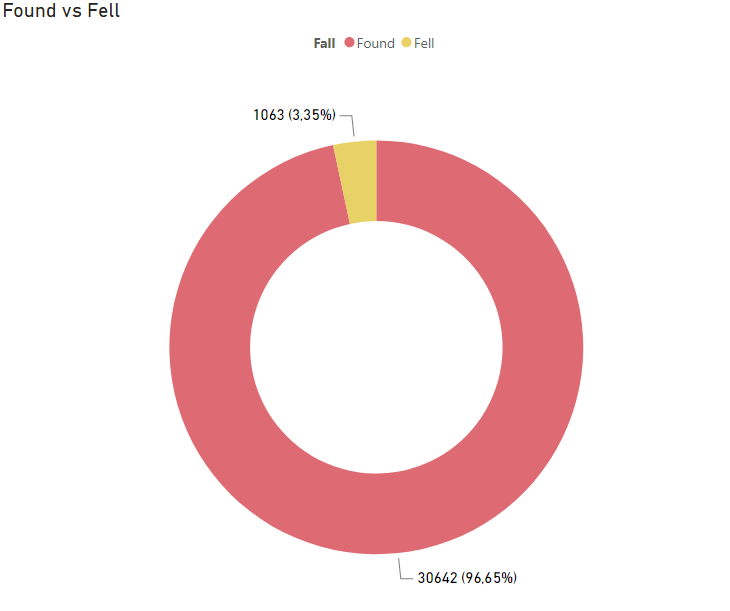 Found vs Fell
Fall Found Fell
1063 (3,35%)
30642 (96,65%)